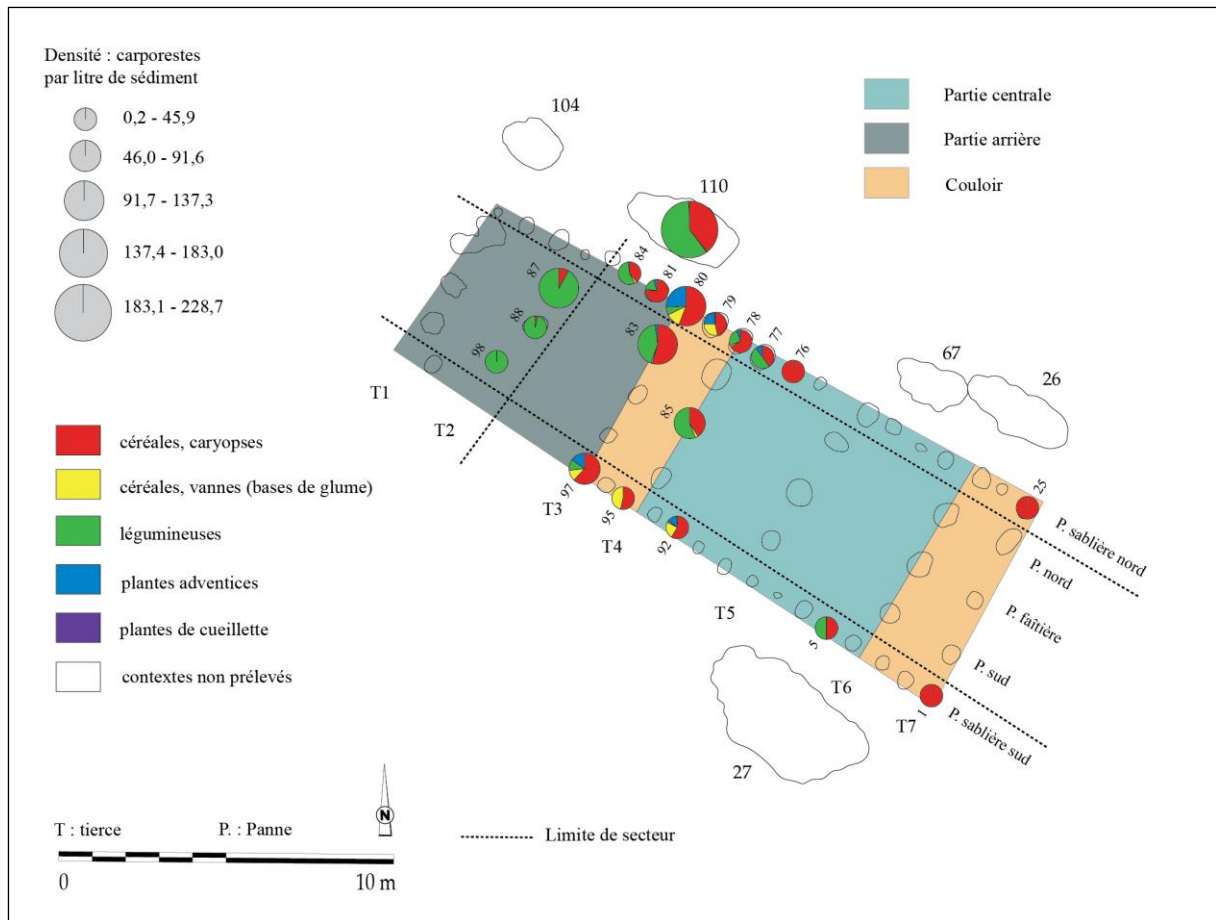 Densité : carporestes
par litre de sédiment
0,2 - 45,9
46,0 - 91,6
91,7 - 137,3
137,4 - 183,0
183,1 - 228,7
Partie centrale
Partie arrière
Couloir
104
110
84
81
80
79
78
77
76
67
26
87
88
98
83
85
25
T1
T2
T3
T4
T5
T6
T7
97
95
92
5
1
27
P. sablière nord
P. nord
P. faîtière
P. sud
P. sablière sud
céréales, caryopses
céréales, vannes (bases de glume)
légumineuses
plantes adventices
plantes de cueillette
contextes non prélevés
T : tierce
P. : Panne
N
Limite de secteur
0
10 m